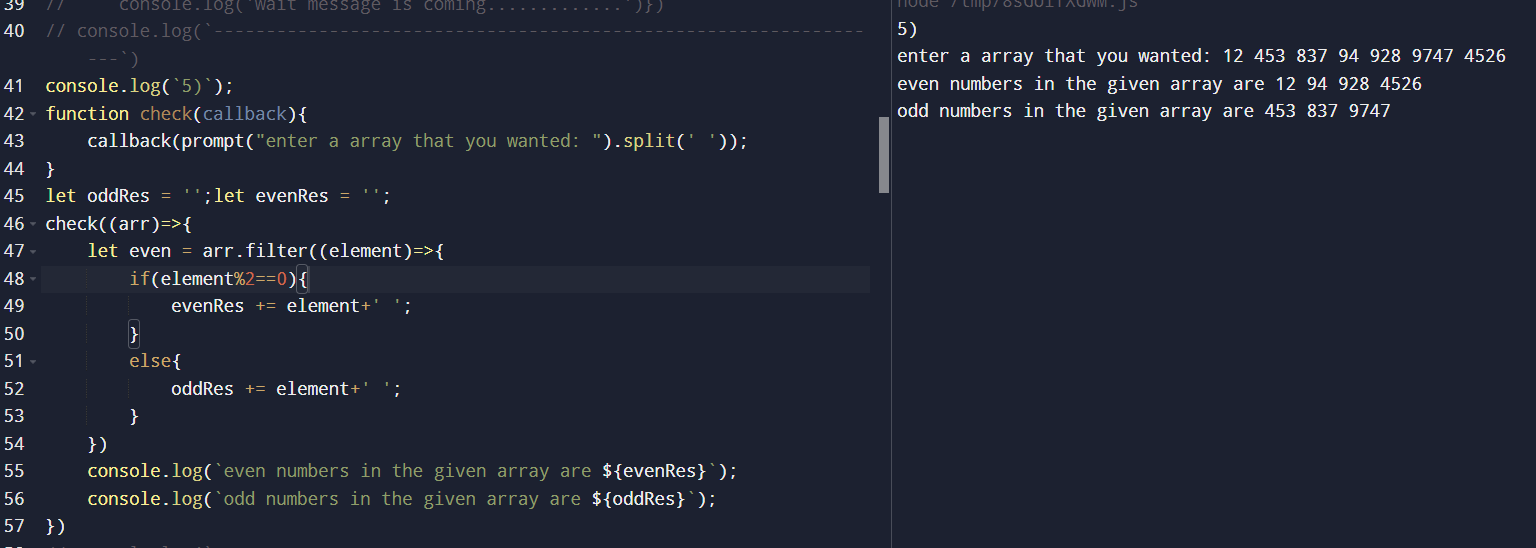 39 //     console.log('wait message is coming.............')})
40 // console.log(`--------------------------------------------------------------
---`)
41 console.log(`5)`);
42 function check(callback){
43     callback(prompt("enter a array that you wanted: ").split(' '));
44 }
45 let oddRes = '';let evenRes = '';
46 check((arr)=>{
47     let even = arr.filter((element)=>{
48         if(element%2==0){
49             evenRes += element+' ';
50         }
51         else{
52             oddRes += element+' ';
53         }
54     })
55     console.log(`even numbers in the given array are ${evenRes}`);
56     console.log(`odd numbers in the given array are ${oddRes}`);
57 })
node /tmp/
5)
enter a array that you wanted: 12 453 837 94 928 9747 4526
even numbers in the given array are 12 94 928 4526
odd numbers in the given array are 453 837 9747